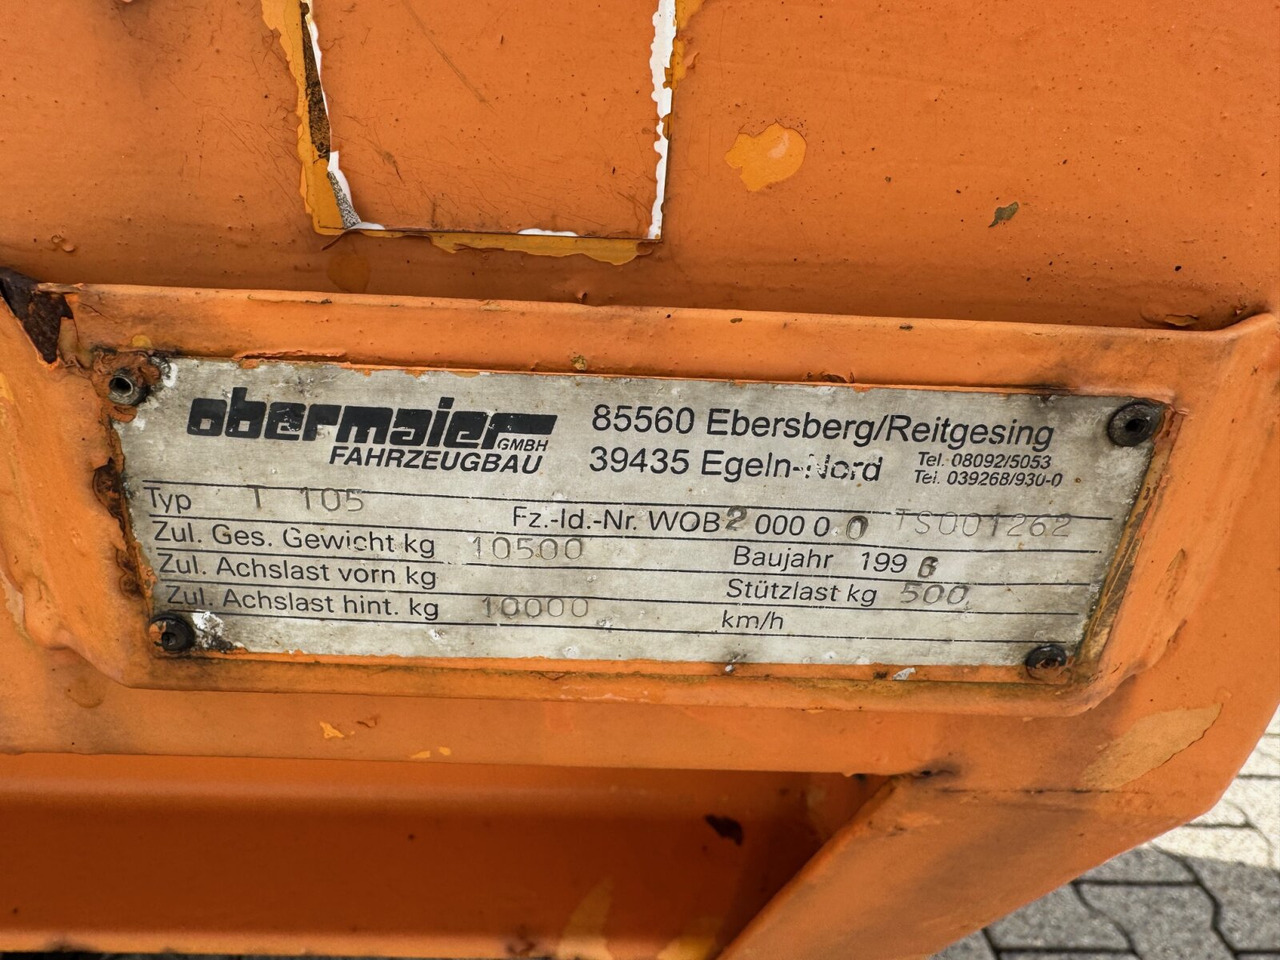 obermaier GMBH
FAHRZEUGBAU
85560 Ebersberg/Reitgesing
39435 Egeln-Nord
Tel. 08092/5053
Tel. 039268/930-0
Typ T 105
Fz.-Id.-Nr. WOB2 000 0 0 TS001262
Zul. Ges. Gewicht kg 10500
Baujahr 1996
Zul. Achslast vorn kg
Stützlast kg 500
Zul. Achslast hint. kg 10000
km/h